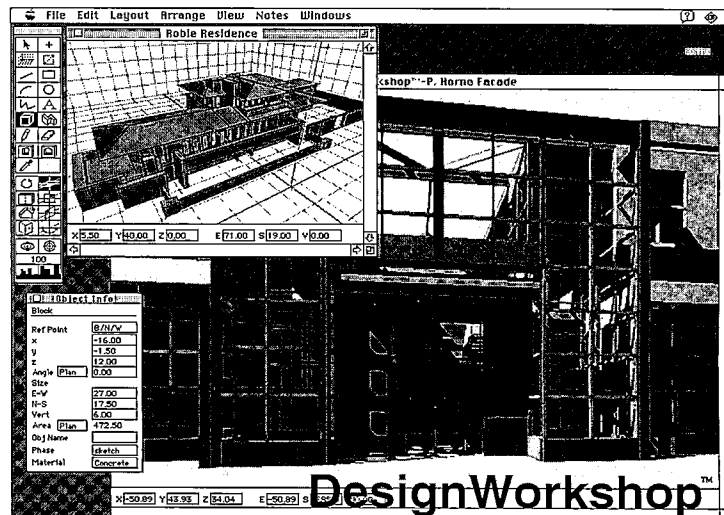 File Edit Layout Arrange View Notes Windows
Roble Residence
kshop™-P. Horno Facade
X 5.50 Y 40.00 Z 0.00 E 71.00 S 19.00 V 0.00
100
Object Info
Block
Ref Point B/N/W
x -16.00
y -1.50
z 12.00
Angle Plan 0.00
Size
E-W 27.00
N-S 17.50
Vert 6.00
Area Plan 472.50
Obj.Name
Phase sketch
Material Concrete
X -50.89 Y 43.93 Z 34.04 E -50.89 S
DesignWorkshop™